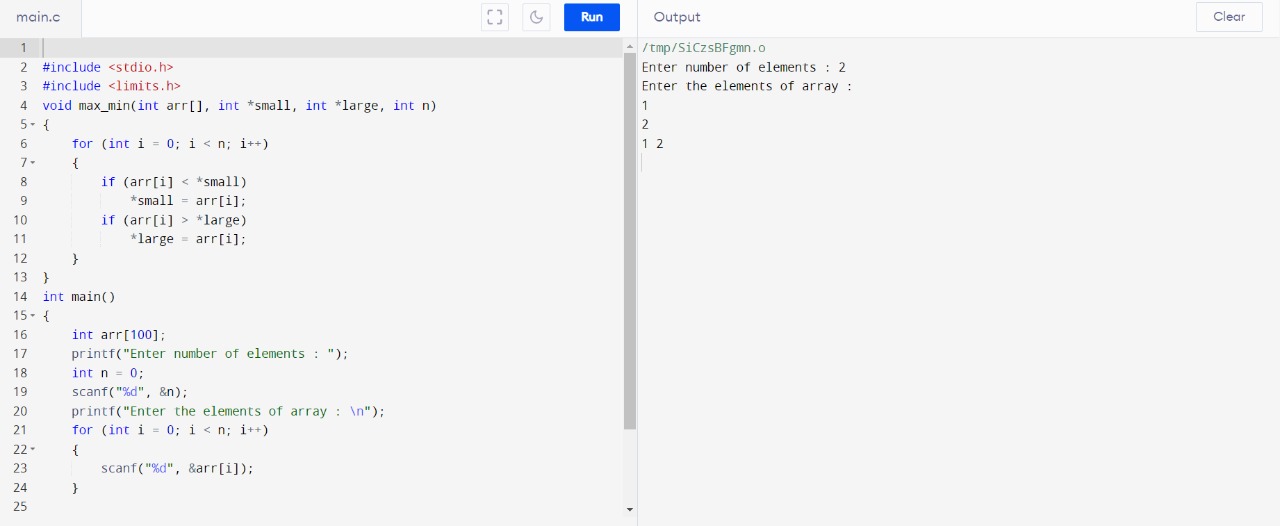 main.c
Run
Output
Clear
1
2 #include <stdio.h>
3 #include <limits.h>
4 void max_min(int arr[], int *small, int *large, int n)
5 {
6     for (int i = 0; i < n; i++)
7     {
8         if (arr[i] < *small)
9             *small = arr[i];
10         if (arr[i] > *large)
11             *large = arr[i];
12     }
13 }
14 int main()
15 {
16     int arr[100];
17     printf("Enter number of elements : ");
18     int n = 0;
19     scanf("%d", &n);
20     printf("Enter the elements of array : \n");
21     for (int i = 0; i < n; i++)
22     {
23         scanf("%d", &arr[i]);
24     }
25
/tmp/SiCzsBFgmn.o
Enter number of elements : 2
Enter the elements of array :
1
2
1 2